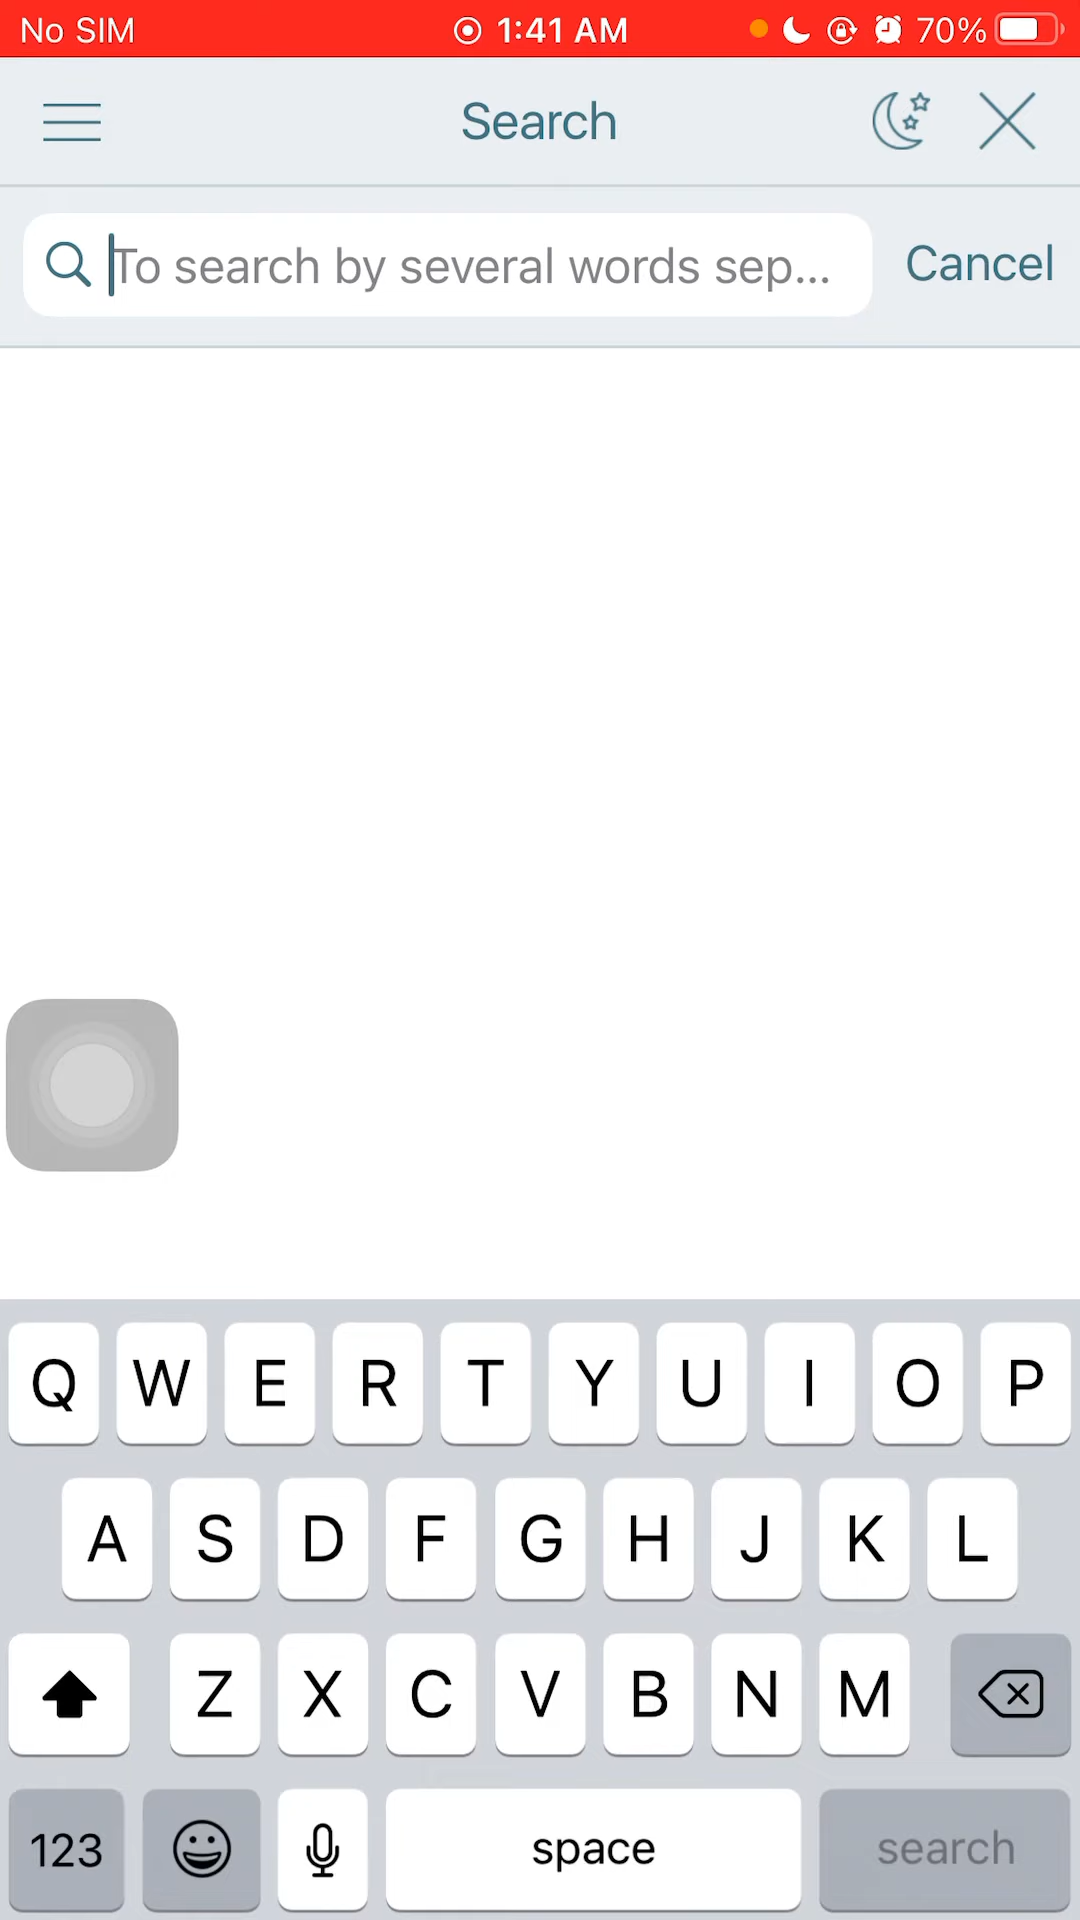 No SIM 1:41 AM 70%
Search
To search by several words sep...
Cancel
Q W E R T Y U I O P
A S D F G H J K L
Z X C V B N M
123 space search